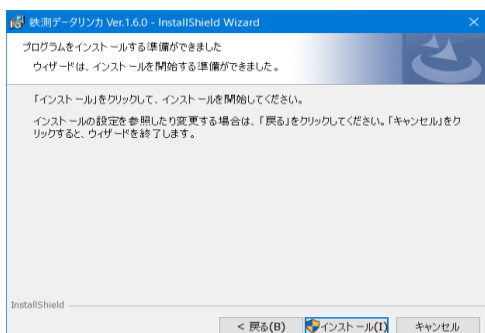 鉄測データリンカ Ver.1.6.0 - InstallShield Wizard
プログラムをインストールする準備ができました
ウィザードは、インストールを開始する準備ができました。
「インストール」をクリックして、インストールを開始してください。
インストールの設定を参照したり変更する場合は、「戻る」をクリックしてください。「キャンセル」をク
リックすると、ウィザードを終了します。
InstallShield
< 戻る(B)
インストール(I)
キャンセル